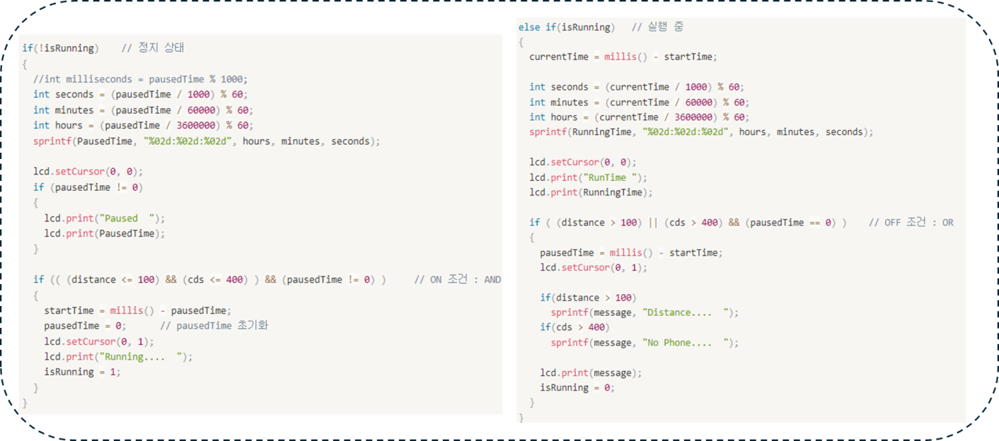 if(!isRunning)    // 정지 상태
{
  //int milliseconds = pausedTime % 1000;
  int seconds = (pausedTime / 1000) % 60;
  int minutes = (pausedTime / 60000) % 60;
  int hours = (pausedTime / 3600000) % 60;
  sprintf(PausedTime, "%02d:%02d:%02d", hours, minutes, seconds);

  lcd.setCursor(0, 0);
  if (pausedTime != 0)
  {
    lcd.print("Paused  ");
    lcd.print(PausedTime);
  }

  if (( (distance <= 100) && (cds <= 400) ) && (pausedTime != 0) )     // ON 조건 : AND
  {
    startTime = millis() - pausedTime;
    pausedTime = 0;      // pausedTime 초기화
    lcd.setCursor(0, 1);
    lcd.print("Running....  ");
    isRunning = 1;
  }
}
else if(isRunning)   // 실행 중
{
  currentTime = millis() - startTime;

  int seconds = (currentTime / 1000) % 60;
  int minutes = (currentTime / 60000) % 60;
  int hours = (currentTime / 3600000) % 60;
  sprintf(RunningTime, "%02d:%02d:%02d", hours, minutes, seconds);

  lcd.setCursor(0, 0);
  lcd.print("RunTime ");
  lcd.print(RunningTime);

  if ( (distance > 100) || (cds > 400) && (pausedTime == 0) )    // OFF 조건 : OR
  {
    pausedTime = millis() - startTime;
    lcd.setCursor(0, 1);

    if(distance > 100)
      sprintf(message, "Distance....  ");
    if(cds > 400)
      sprintf(message, "No Phone....  ");

    lcd.print(message);
    isRunning = 0;
  }
}